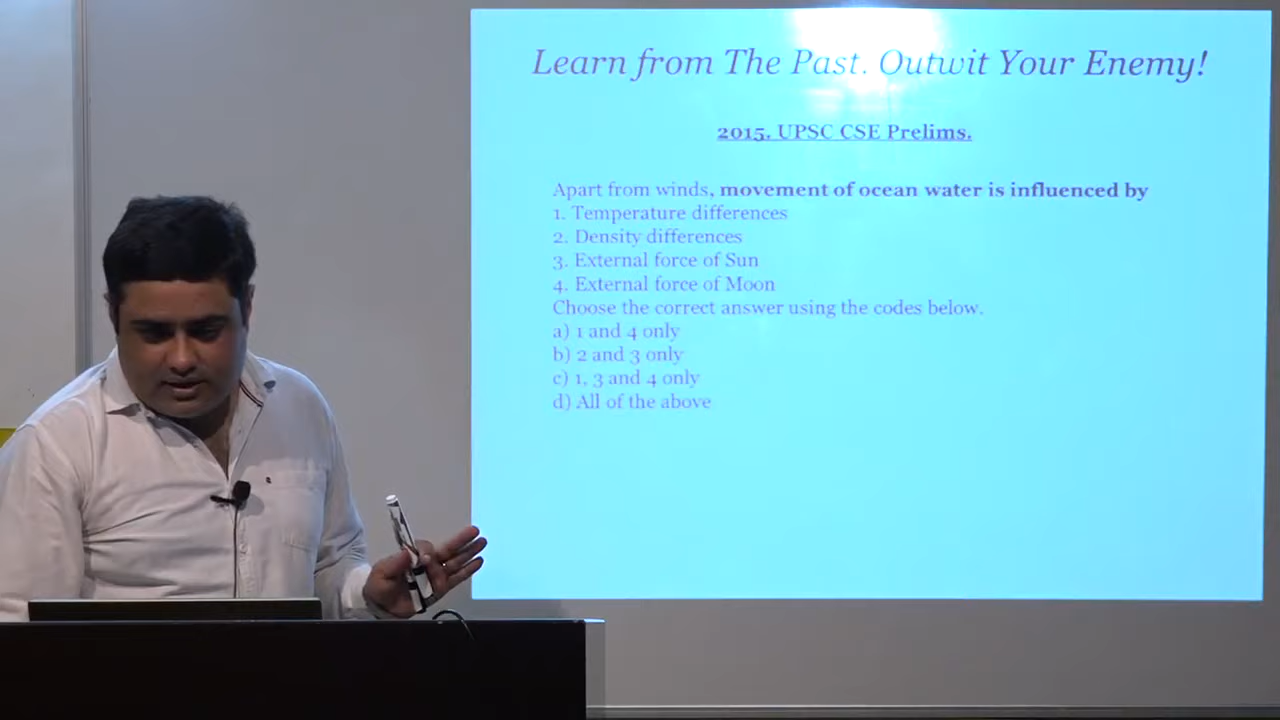 Learn from The Past. Outwit Your Enemy!
2015. UPSC CSE Prelims.
Apart from winds, movement of ocean water is influenced by
1. Temperature differences
2. Density differences
3. External force of Sun
4. External force of Moon
Choose the correct answer using the codes below.
a) 1 and 4 only
b) 2 and 3 only
c) 1, 3 and 4 only
d) All of the above